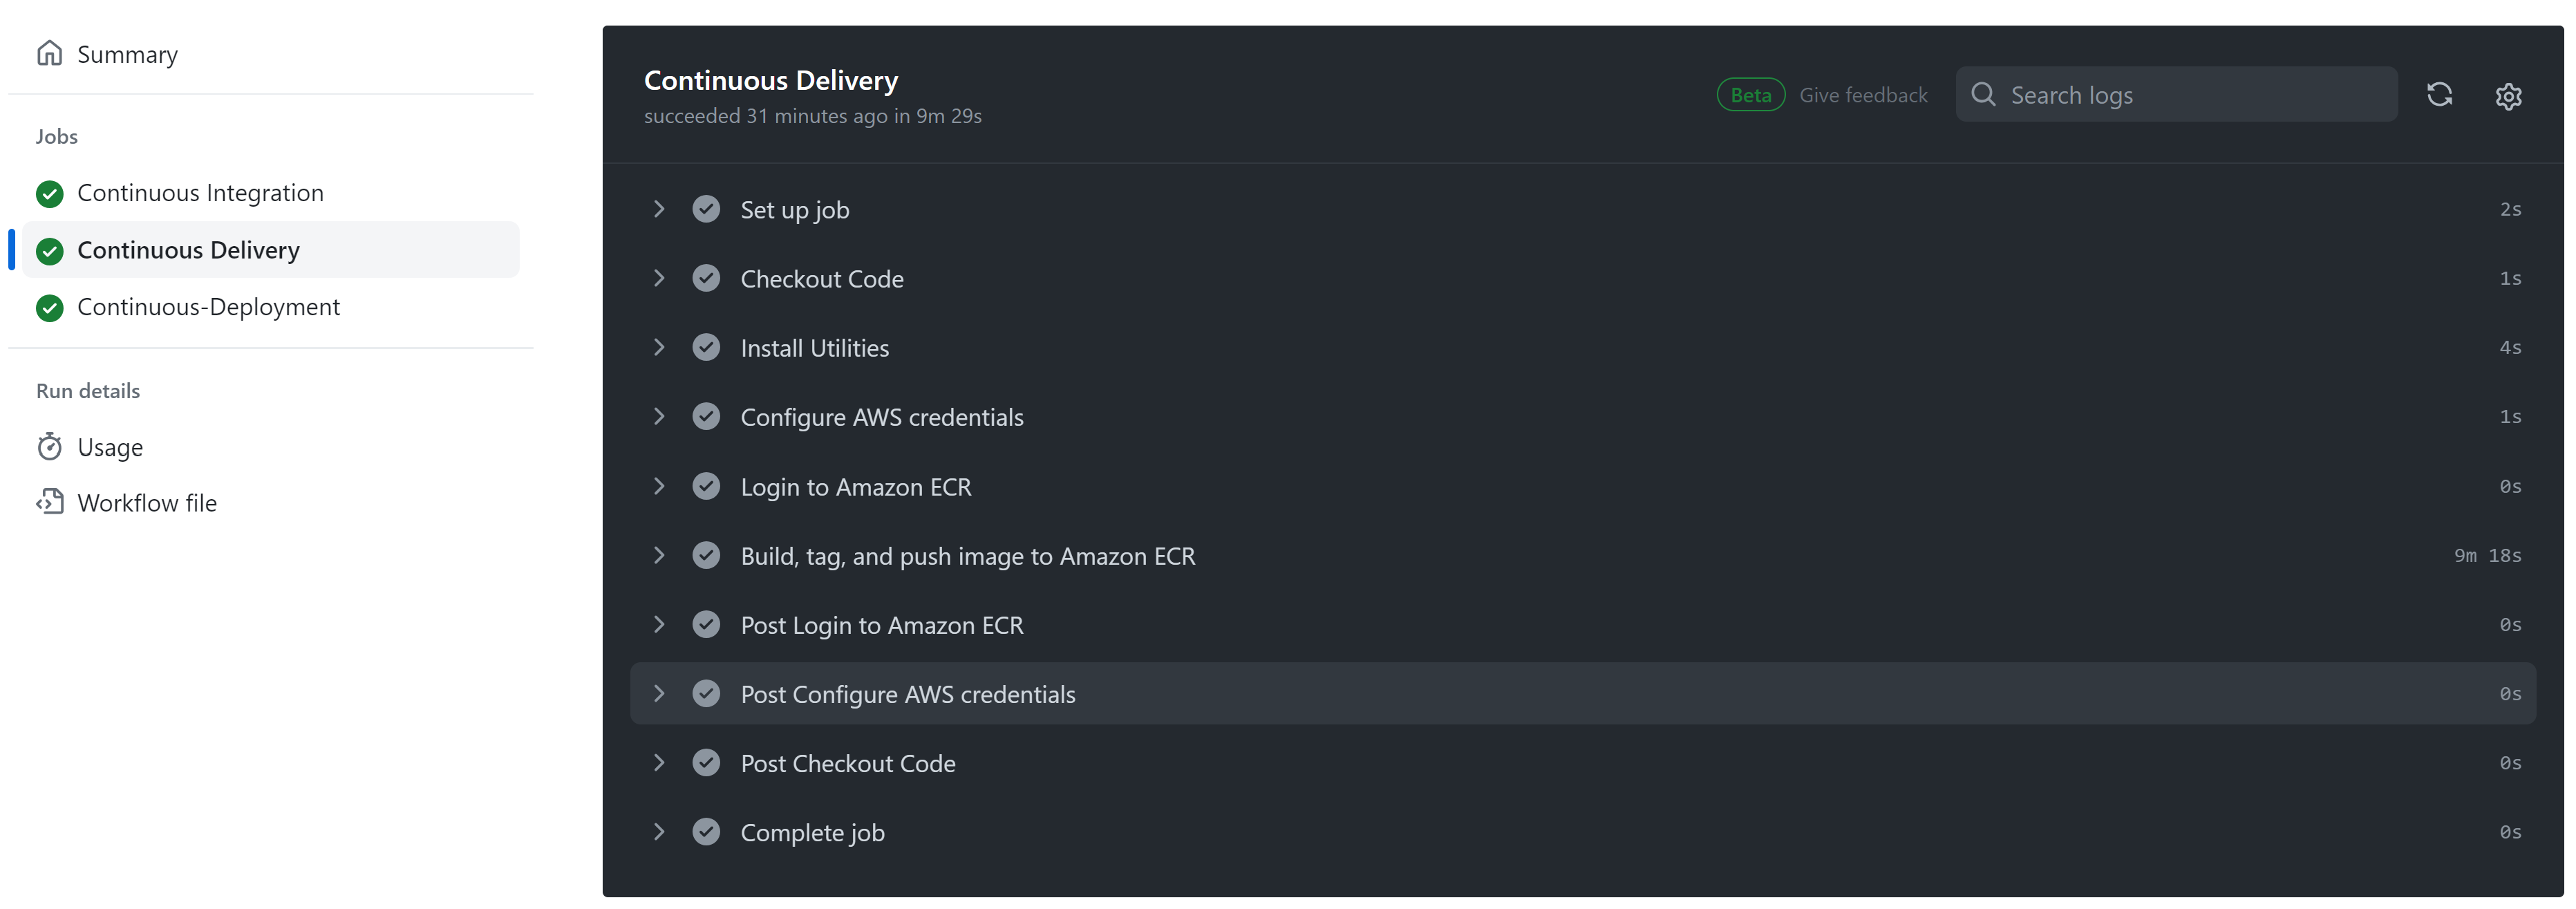 Summary
Jobs
Continuous Integration
Continuous Delivery
Continuous-Deployment
Run details
Usage
Workflow file
Continuous Delivery
succeeded 31 minutes ago in 9m 29s
Beta Give feedback Search logs
Set up job 2s
Checkout Code 1s
Install Utilities 4s
Configure AWS credentials 1s
Login to Amazon ECR 0s
Build, tag, and push image to Amazon ECR 9m 18s
Post Login to Amazon ECR 0s
Post Configure AWS credentials 0s
Post Checkout Code 0s
Complete job 0s